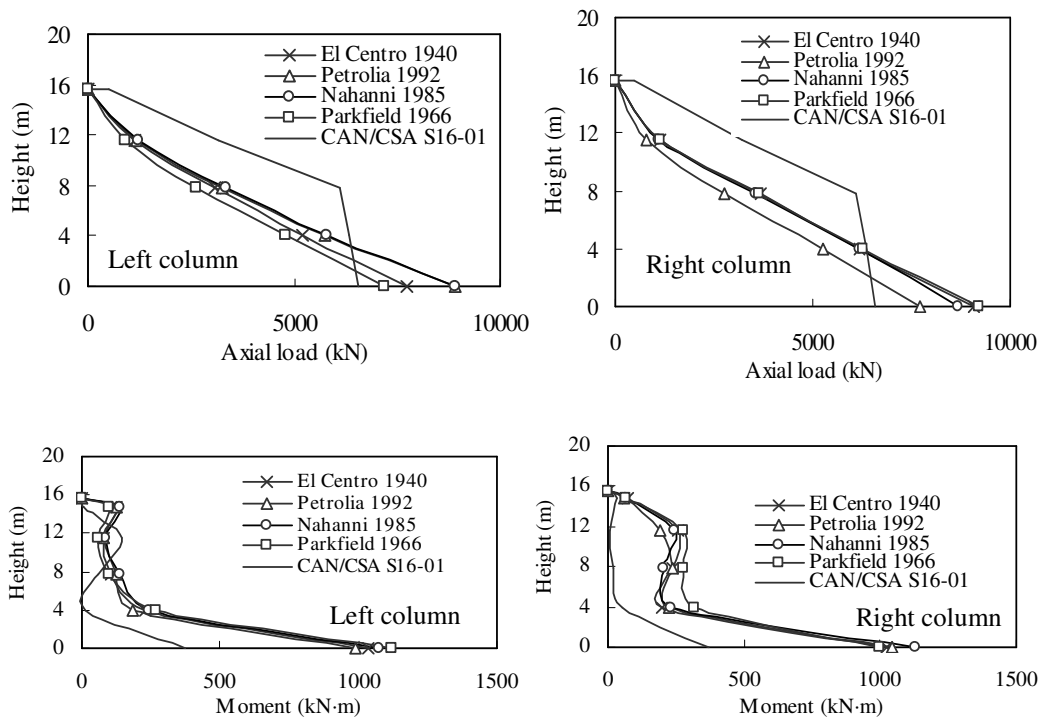 20
16
12
8
4
0
Height (m)
El Centro 1940
Petrolia 1992
Nahanni 1985
Parkfield 1966
CAN/CSA S16-01
Left column
0
5000
10000
Axial load (kN)
20
16
12
8
4
0
Height (m)
El Centro 1940
Petrolia 1992
Nahanni 1985
Parkfield 1966
CAN/CSA S16-01
Right column
0
5000
10000
Axial load (kN)
20
16
12
8
4
0
Height (m)
El Centro 1940
Petrolia 1992
Nahanni 1985
Parkfield 1966
CAN/CSA S16-01
Left column
0
500
1000
1500
Moment (kN·m)
20
16
12
8
4
0
Height (m)
El Centro 1940
Petrolia 1992
Nahanni 1985
Parkfield 1966
CAN/CSA S16-01
Right column
0
500
1000
1500
Moment (kN·m)